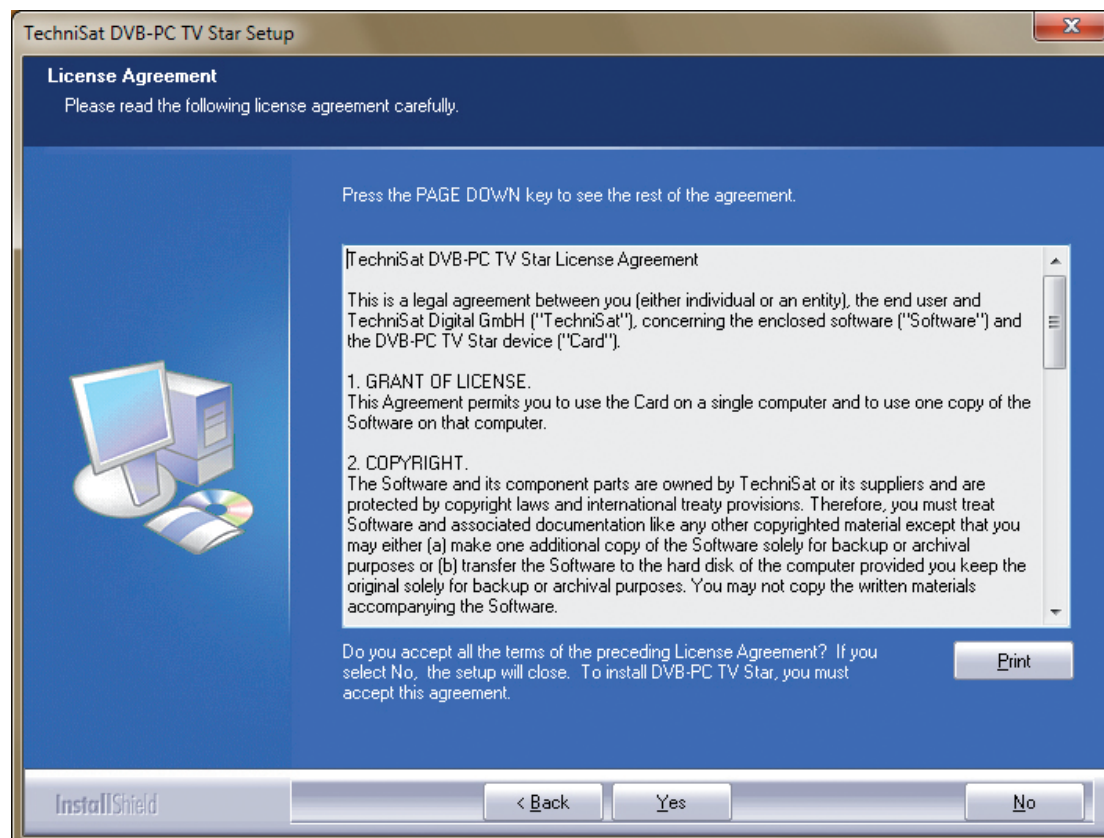 TechniSat DVB-PC TV Star Setup
License Agreement
Please read the following license agreement carefully.
Press the PAGE DOWN key to see the rest of the agreement.
TechniSat DVB-PC TV Star License Agreement
This is a legal agreement between you (either individual or an entity), the end user and
TechniSat Digital GmbH ("TechniSat"), concerning the enclosed software ("Software") and
the DVB-PC TV Star device ("Card").
1. GRANT OF LICENSE.
This Agreement permits you to use the Card on a single computer and to use one copy of the
Software on that computer.
2. COPYRIGHT.
The Software and its component parts are owned by TechniSat or its suppliers and are
protected by copyright laws and international treaty provisions. Therefore, you must treat
Software and associated documentation like any other copyrighted material except that you
may either (a) make one additional copy of the Software solely for backup or archival
purposes or (b) transfer the Software to the hard disk of the computer provided you keep the
original solely for backup or archival purposes. You may not copy the written materials
accompanying the Software.
Do you accept all the terms of the preceding License Agreement? If you
select No, the setup will close. To install DVB-PC TV Star, you must
accept this agreement.
Print
InstallShield
< Back
Yes
No